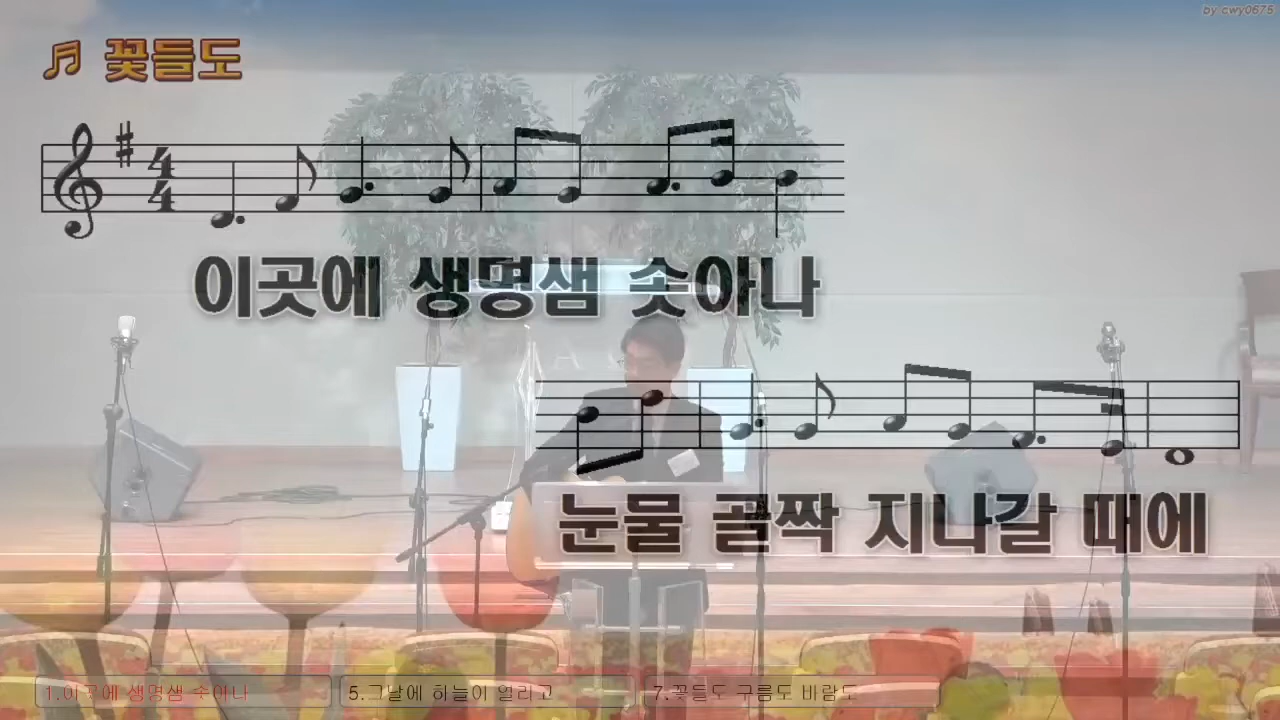 by cwy0675
꽃들도
이곳에 생명샘 솟아나
눈물 골짝 지나갈 때에
1.이곳에 생명샘 솟아나 5.그날에 하늘이 열리고 7.꽃들도 구름도 바람도